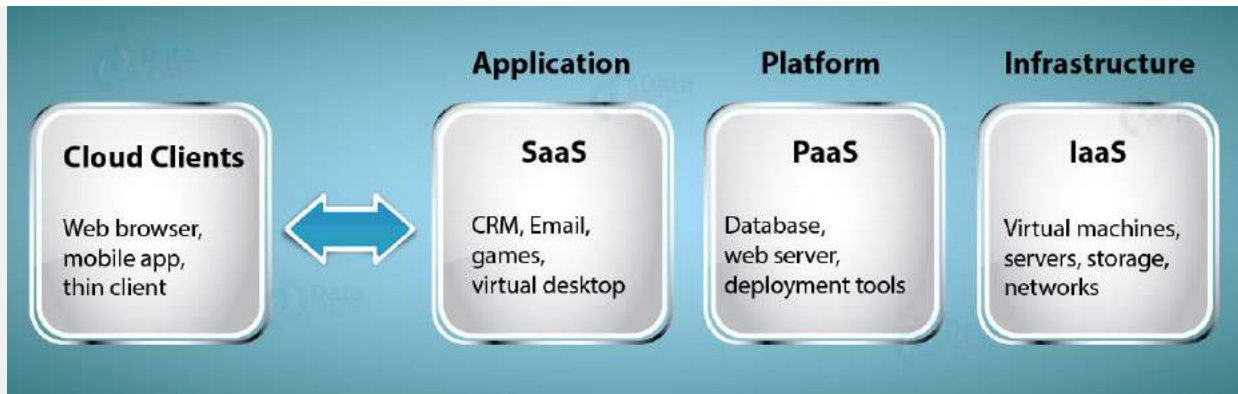 Application
Platform
Infrastructure
Cloud Clients
Web browser,
mobile app,
thin client
SaaS
CRM, Email,
games,
virtual desktop
PaaS
Database,
web server,
deployment tools
IaaS
Virtual machines,
servers, storage,
networks